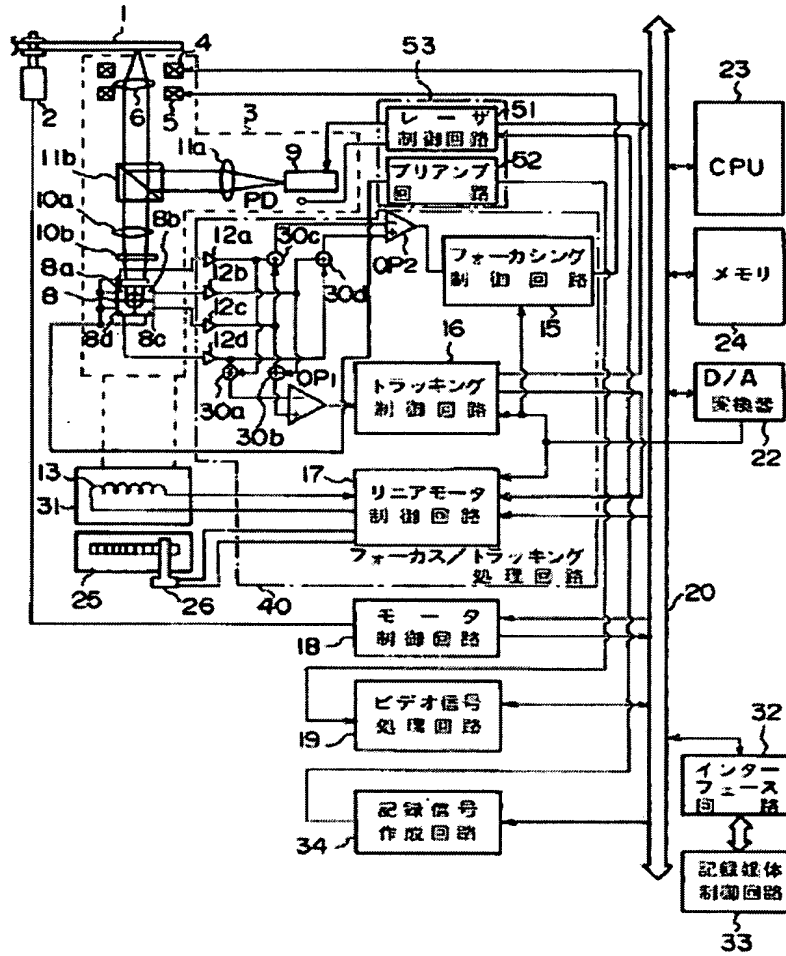 1
4
53
2
6
5
3
レーザ
制御回路
51
23
CPU
11a
9
11b
プリアンプ
回路
52
PD
10a
8b
10b
12a
30c
OP2
フォーカシング
制御回路
メモリ
8a
12b
30d
8
12c
8d
8c
12d
16
15
24
30a
30b
OP1
トラッキング
制御回路
D/A
変換器
22
17
13
31
リニアモータ
制御回路
フォーカス/トラッキング
処理回路
25
26
40
モータ
制御回路
18
20
ビデオ信号
処理回路
19
32
インター
フェース
回路
記録信号
作成回路
34
記録媒体
制御回路
33